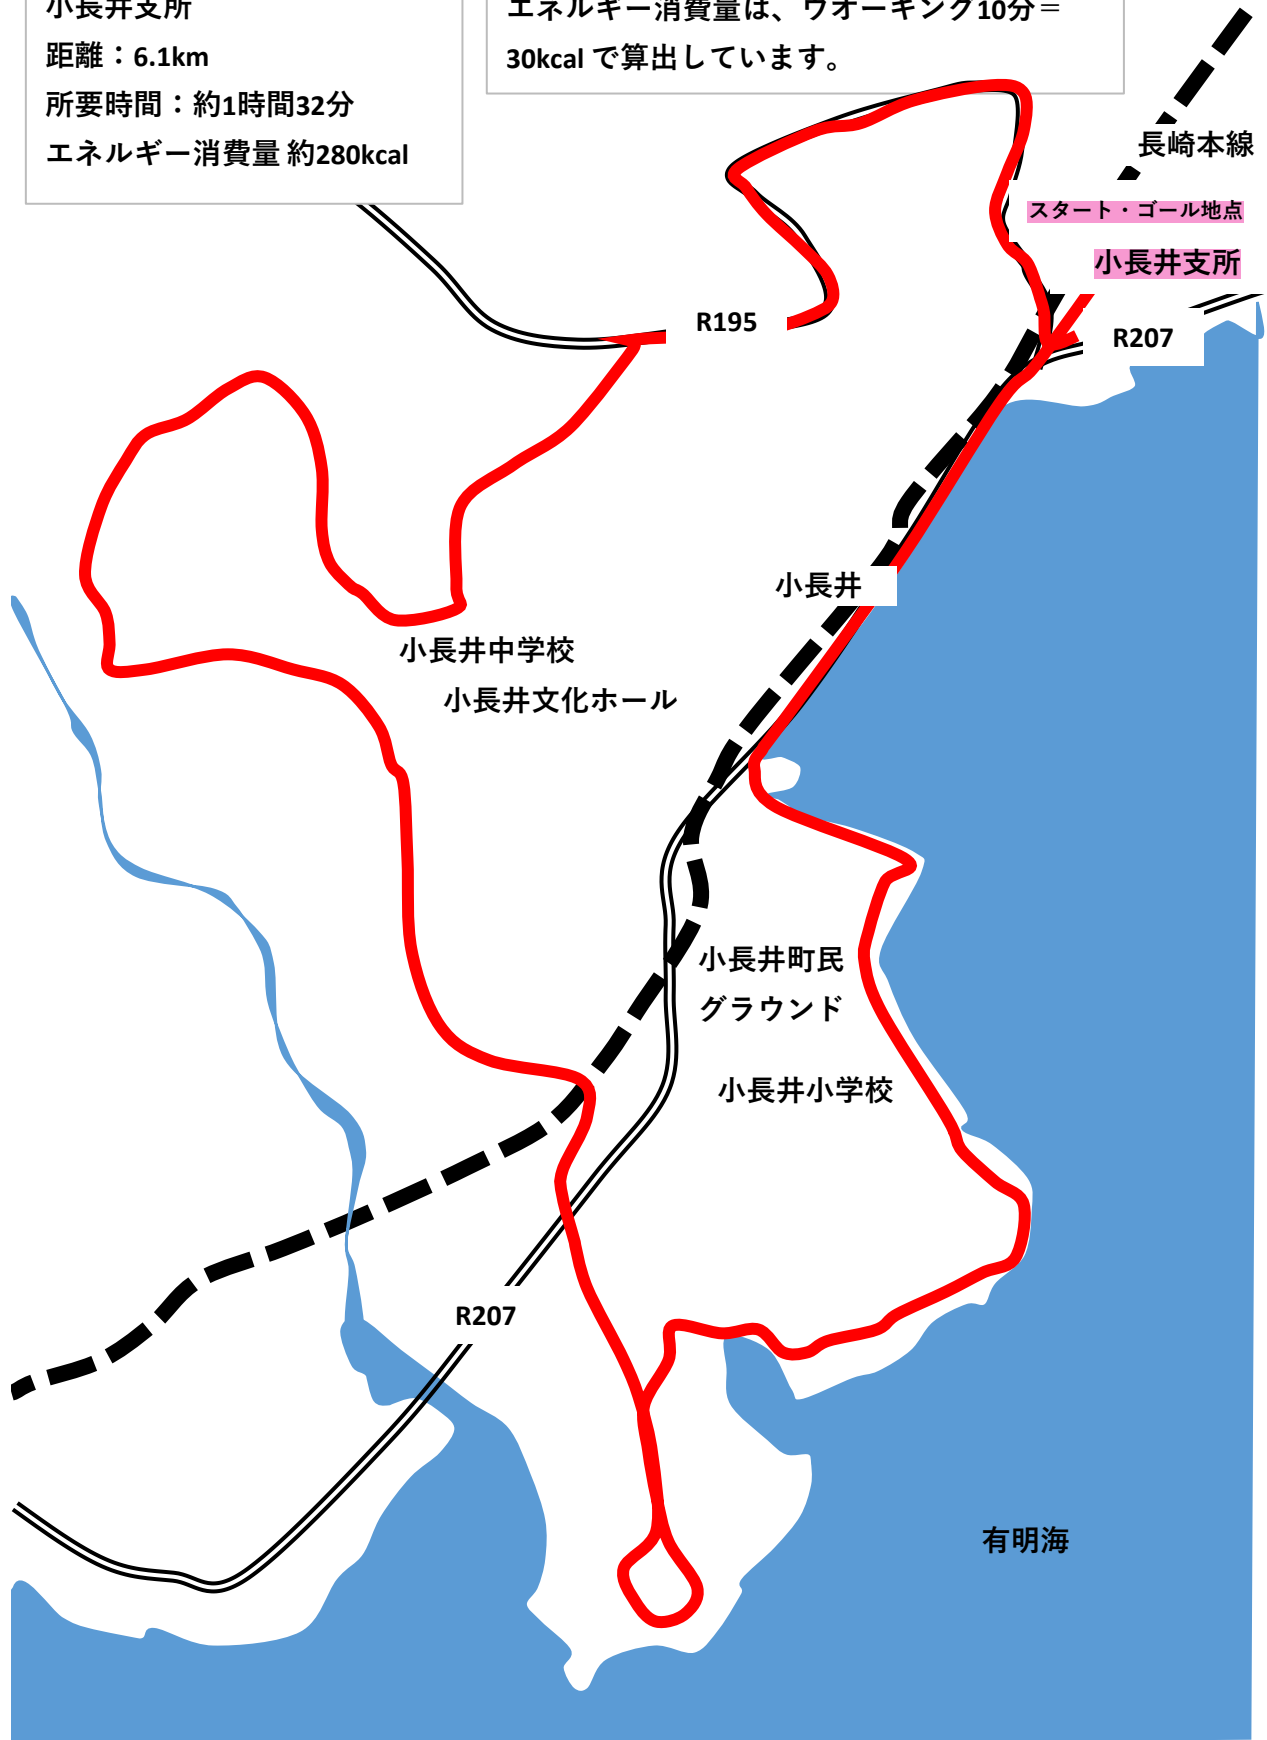 小長井支所
距離：6.1km
所要時間：約1時間32分
エネルギー消費量 約280kcal
エネルギー消費量は、ウオーキング10分＝
30kcal で算出しています。
長崎本線
スタート・ゴール地点
小長井支所
R195
R207
小長井
小長井中学校
小長井文化ホール
小長井町民
グラウンド
小長井小学校
R207
有明海